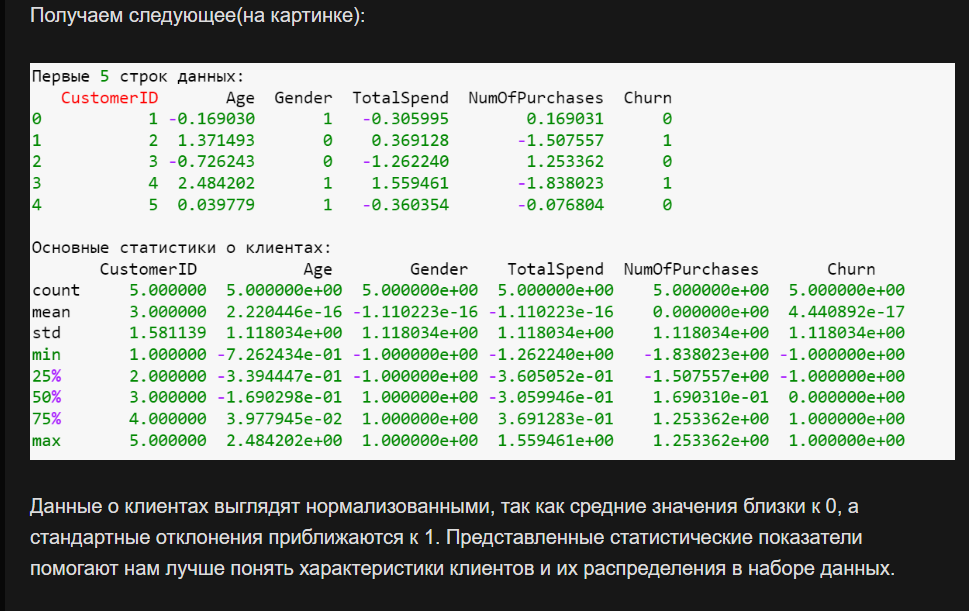 Получаем следующее(на картинке):
Первые 5 строк данных:
CustomerID Age Gender TotalSpend NumOfPurchases Churn
0 1 -0.169030 1 -0.305995 0.169031 0
1 2 1.371493 0 0.369128 -1.507557 1
2 3 -0.726243 0 -1.262240 1.253362 0
3 4 2.484202 1 1.559461 -1.838023 1
4 5 0.039779 1 -0.360354 -0.076804 0
Основные статистики о клиентах:
CustomerID Age Gender TotalSpend NumOfPurchases Churn
count 5.000000 5.000000e+00 5.000000e+00 5.000000e+00 5.000000e+00 5.000000e+00
mean 3.000000 2.220446e-16 -1.110223e-16 -1.110223e-16 0.000000e+00 4.440892e-17
std 1.581139 1.118034e+00 1.118034e+00 1.118034e+00 1.118034e+00 1.118034e+00
min 1.000000 -7.262434e-01 -1.000000e+00 -1.262240e+00 -1.838023e+00 -1.000000e+00
25% 2.000000 -3.394447e-01 -1.000000e+00 -3.605052e-01 -1.507557e+00 -1.000000e+00
50% 3.000000 -1.690298e-01 1.000000e+00 -3.059946e-01 1.690310e-01 0.000000e+00
75% 4.000000 3.977945e-02 1.000000e+00 3.691283e-01 1.253362e+00 1.000000e+00
max 5.000000 2.484202e+00 1.000000e+00 1.559461e+00 1.253362e+00 1.000000e+00
Данные о клиентах выглядят нормализованными, так как средние значения близки к 0, а
стандартные отклонения приближаются к 1. Представленные статистические показатели
помогают нам лучше понять характеристики клиентов и их распределения в наборе данных.